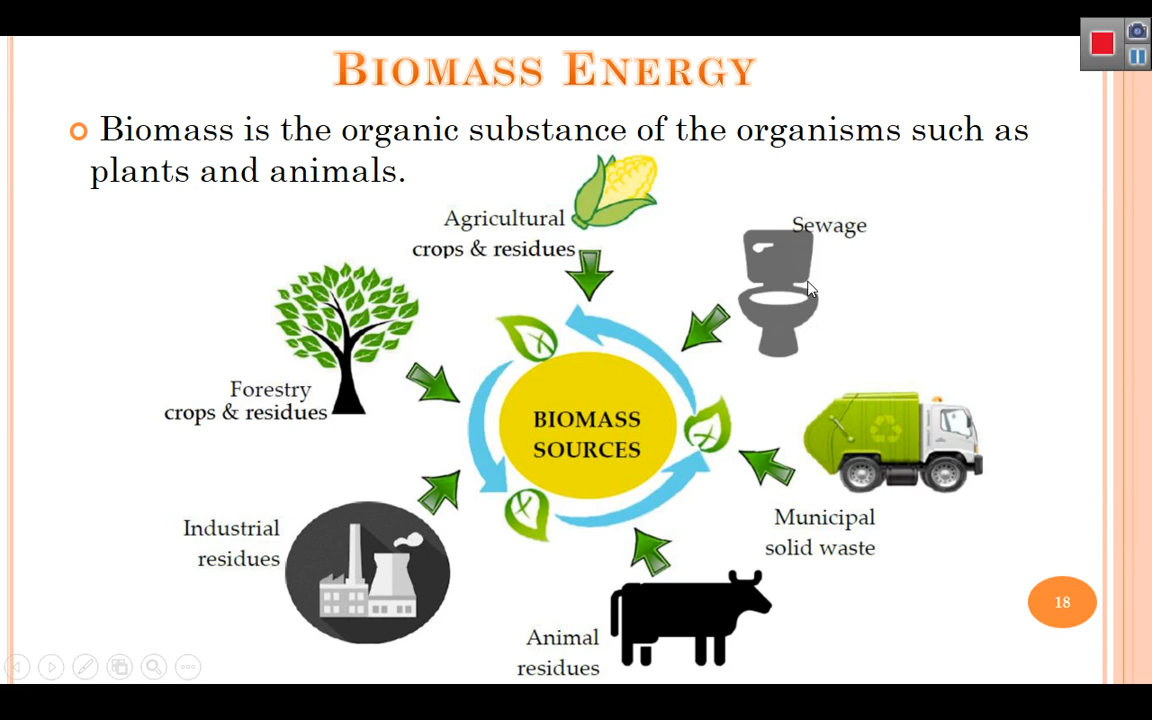 BIOMASS ENERGY
Biomass is the organic substance of the organisms such as
plants and animals.
Agricultural
crops & residues
Sewage
Forestry
crops & residues
BIOMASS
SOURCES
Industrial
residues
Municipal
solid waste
Animal
residues
18